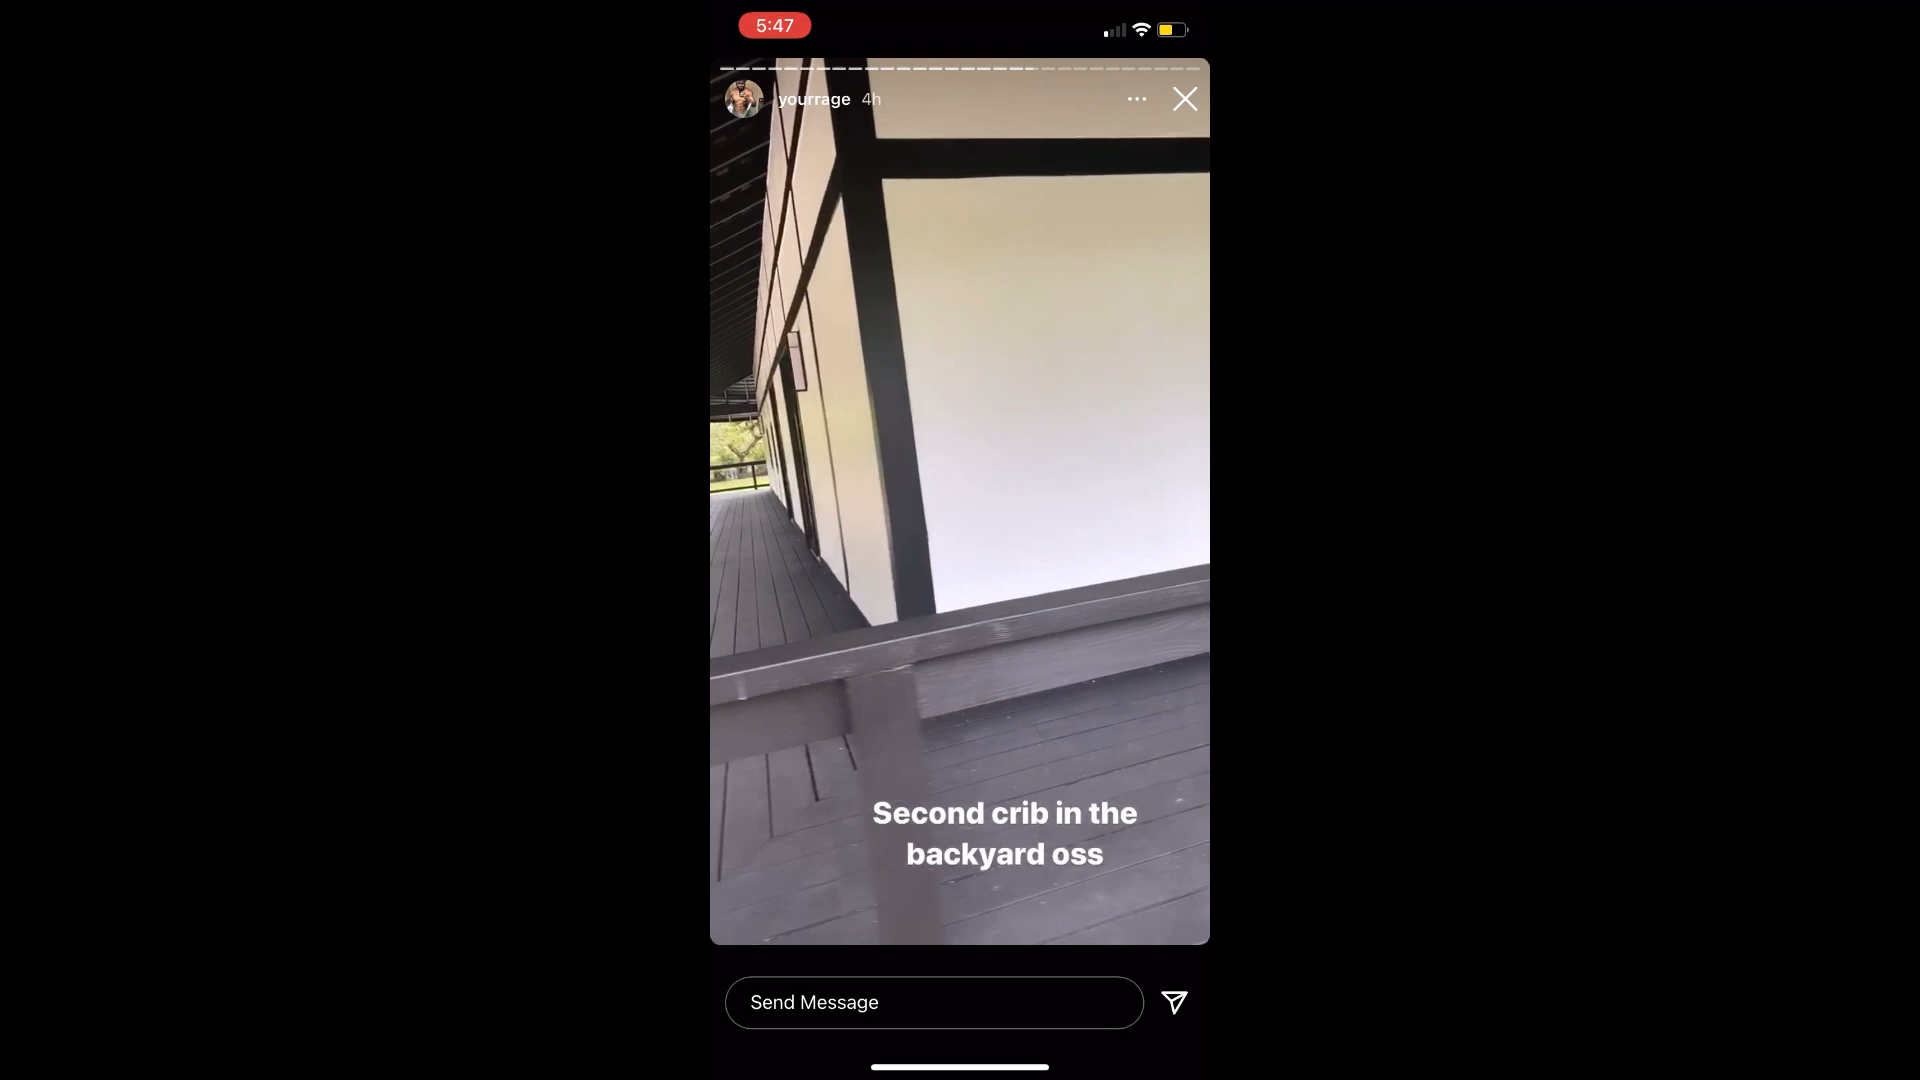 5:47
yourrage 4h
Second crib in the
backyard oss
Send Message